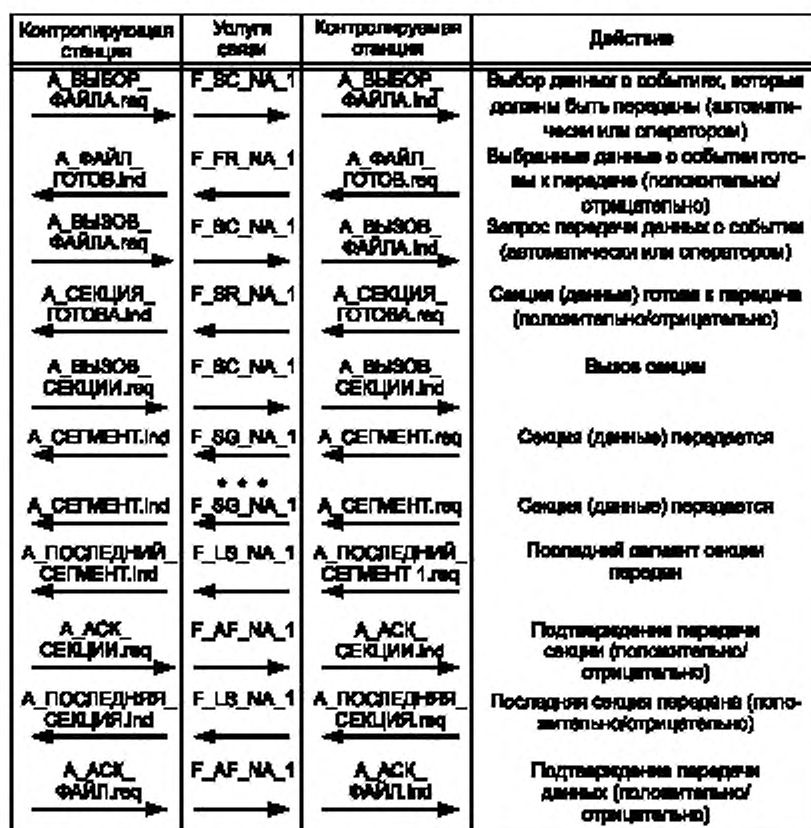 Контролирующая станция | Услуги связи | Контролируемая станция | Действие
А_ВЫБОР_ | F_SC_NA_1 | А_ВЫБОР_ | Выбор данных о событиях, которые
ФАЙЛА.req | ФАЙЛА.ind | должны быть переданы (автомати-
чески или оператором)
А_ФАЙЛ_ | F_FR_NA_1 | А_ФАЙЛ_ | Выбранные данные о событии гото-
ГОТОВ.ind | ГОТОВ.req | вы к передаче (положительно/
отрицательно)
А_ВЫЗОВ_ | F_SC_NA_1 | А_ВЫЗОВ_ | Запрос передачи данных о событии
ФАЙЛА.req | ФАЙЛА.ind | (автоматически или оператором)
А_СЕКЦИЯ_ | F_SR_NA_1 | А_СЕКЦИЯ_ | Секция (данные) готова к передаче
ГОТОВА.ind | ГОТОВА.req | (положительно/отрицательно)
А_ВЫЗОВ_ | F_SC_NA_1 | А_ВЫЗОВ_ | Вызов секции
СЕКЦИИ.req | СЕКЦИИ.ind
А_СЕГМЕНТ.ind | F_SG_NA_1 | А_СЕГМЕНТ.req | Секция (данные) передается
• • •
А_СЕГМЕНТ.ind | F_SG_NA_1 | А_СЕГМЕНТ.req | Секция (данные) передается
А_ПОСЛЕДНИЙ_ | F_LS_NA_1 | А_ПОСЛЕДНИЙ_ | Последний сегмент секции
СЕГМЕНТ.ind | СЕГМЕНТ 1.req | передан
А_АСК_ | F_AF_NA_1 | А_АСК_ | Подтверждение передачи
СЕКЦИИ.req | СЕКЦИИ.ind | секции (положительно/
отрицательно)
А_ПОСЛЕДНЯЯ_ | F_LS_NA_1 | А_ПОСЛЕДНЯЯ_ | Последняя секция передана (поло-
СЕКЦИЯ.ind | СЕКЦИЯ.req | жительно/отрицательно)
А_АСК_ | F_AF_NA_1 | А_АСК_ | Подтверждение передачи
ФАЙЛ.req | ФАЙЛ.ind | данных (положительно/
отрицательно)